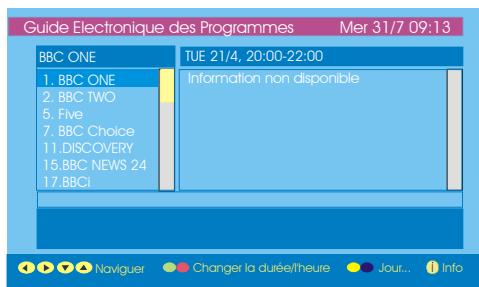 Guide Electronique des Programmes Mer 31/7 09:13
BBC ONE TUE 21/4, 20:00-22:00
1. BBC ONE Information non disponible
2. BBC TWO
5. Five
7. BBC Choice
11.DISCOVERY
15.BBC NEWS 24
17.BBCi
Naviguer Changer la durée/l'heure Jour... i Info